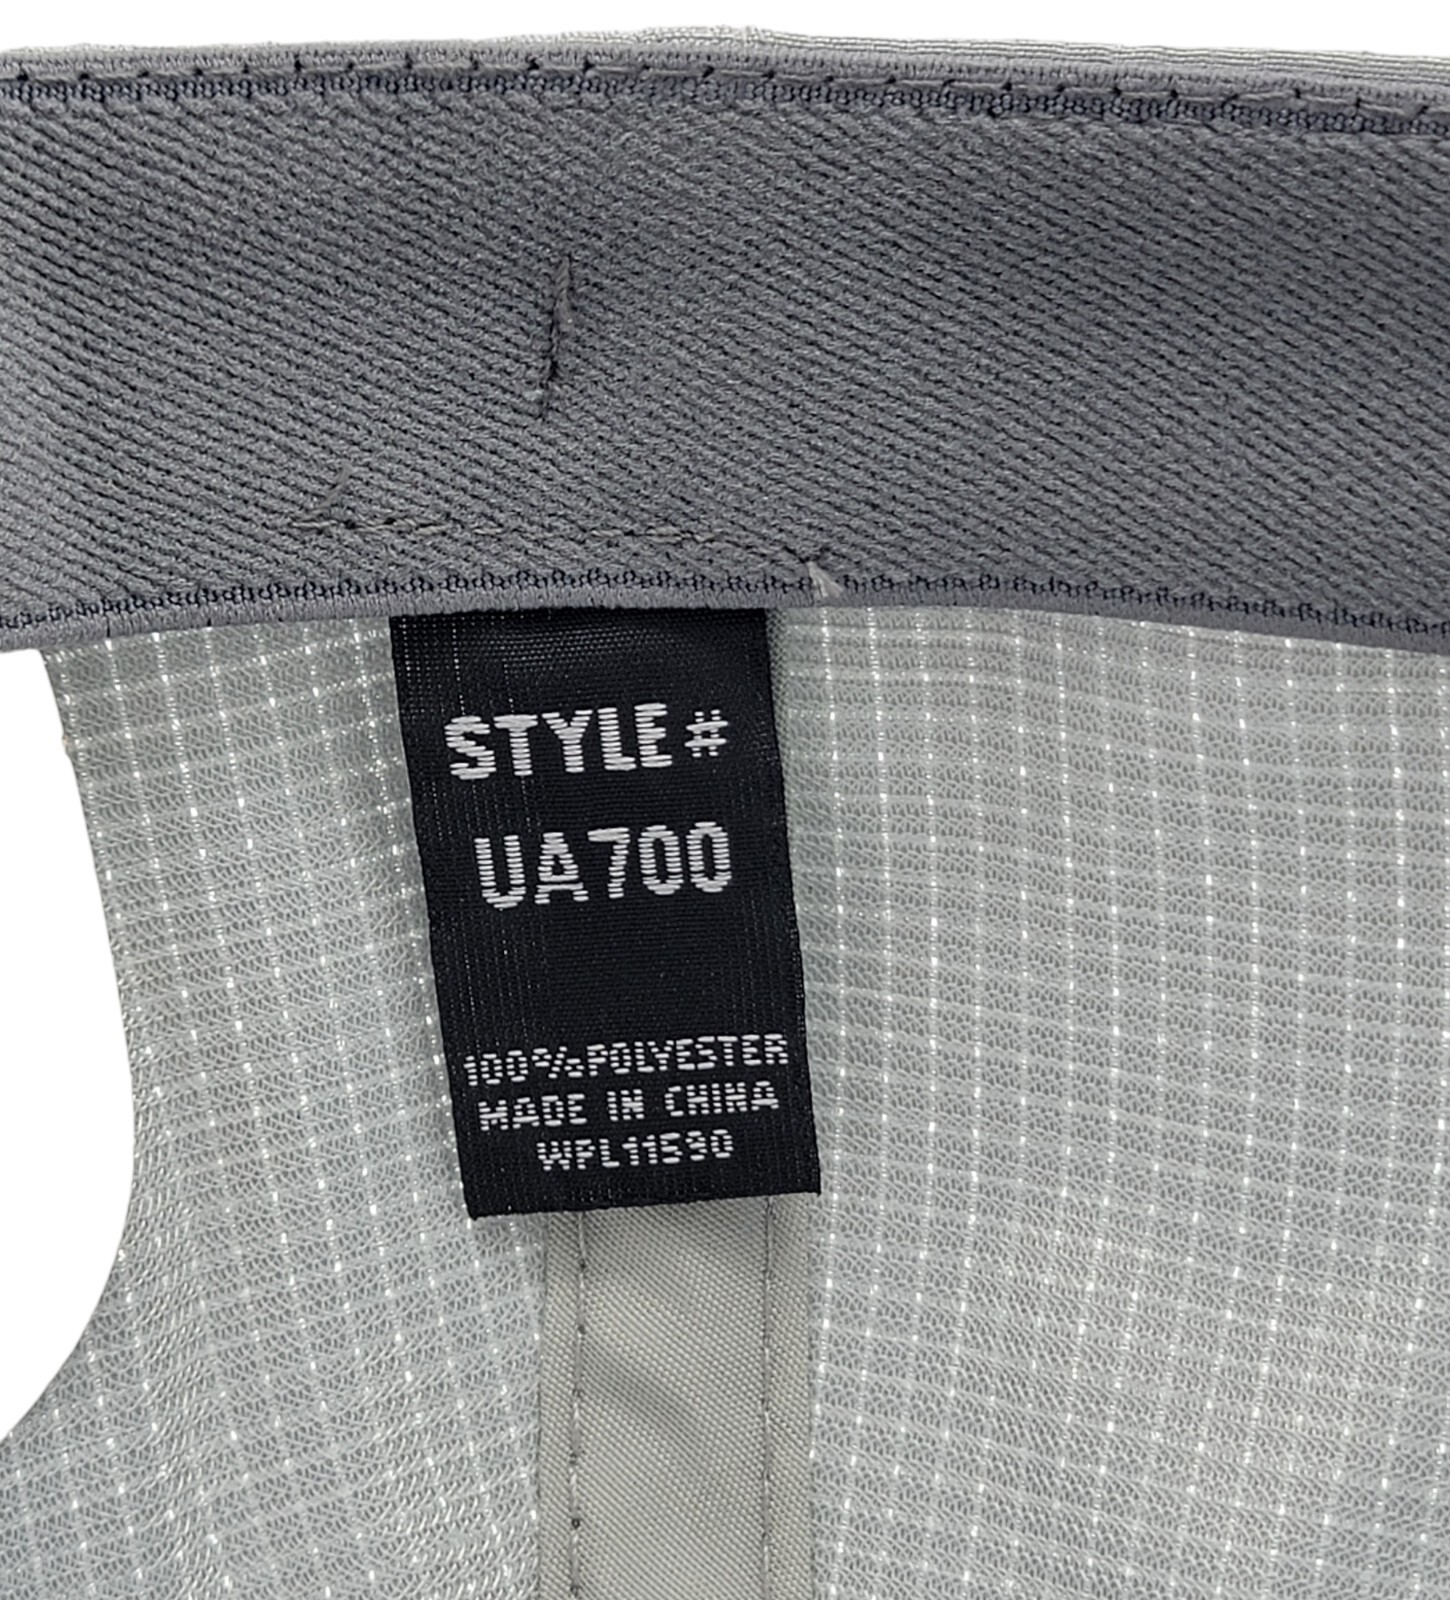 STYLE #
UA700
100%POLYESTER
MADE IN CHINA
WPL11590